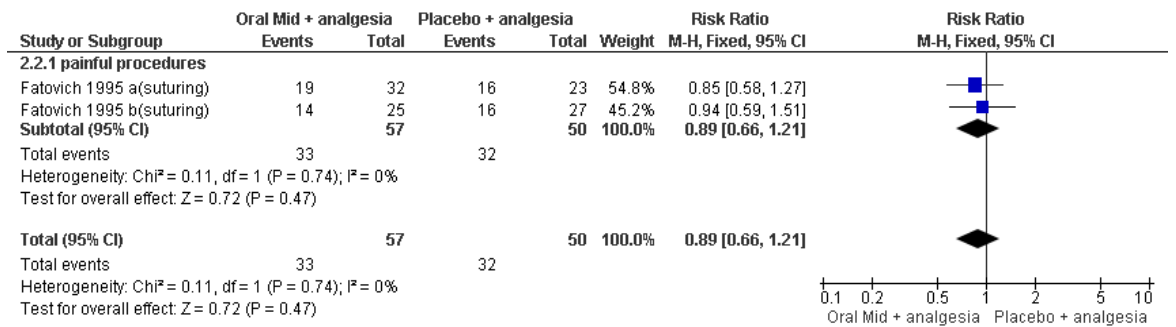 Oral Mid + analgesia Placebo + analgesia Risk Ratio Risk Ratio
Study or Subgroup Events Total Events Total Weight M-H, Fixed, 95% CI M-H, Fixed, 95% CI
2.2.1 painful procedures
Fatovich 1995 a(suturing) 19 32 16 23 54.8% 0.85 [0.58, 1.27]
Fatovich 1995 b(suturing) 14 25 16 27 45.2% 0.94 [0.59, 1.51]
Subtotal (95% CI) 57 50 100.0% 0.89 [0.66, 1.21]
Total events 33 32
Heterogeneity: Chi² = 0.11, df = 1 (P = 0.74); I² = 0%
Test for overall effect: Z = 0.72 (P = 0.47)
Total (95% CI) 57 50 100.0% 0.89 [0.66, 1.21]
Total events 33 32
Heterogeneity: Chi² = 0.11, df = 1 (P = 0.74); I² = 0%
Test for overall effect: Z = 0.72 (P = 0.47)
0.1 0.2 0.5 1 2 5 10
Oral Mid + analgesia Placebo + analgesia